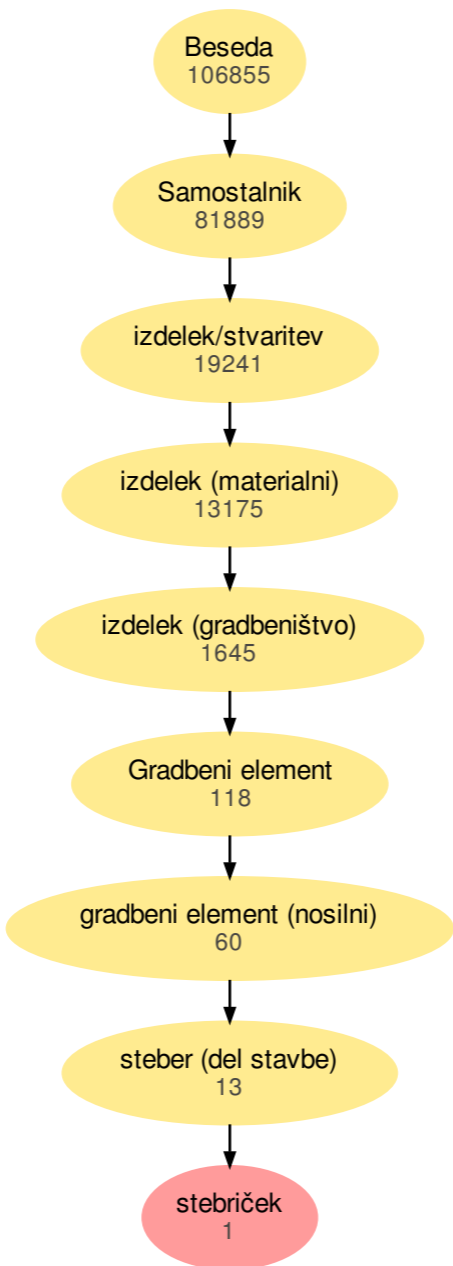 Beseda
106855
Samostalnik
81889
izdelek/stvaritev
19241
izdelek (materialni)
13175
izdelek (gradbeništvo)
1645
Gradbeni element
118
gradbeni element (nosilni)
60
steber (del stavbe)
13
stebriček
1